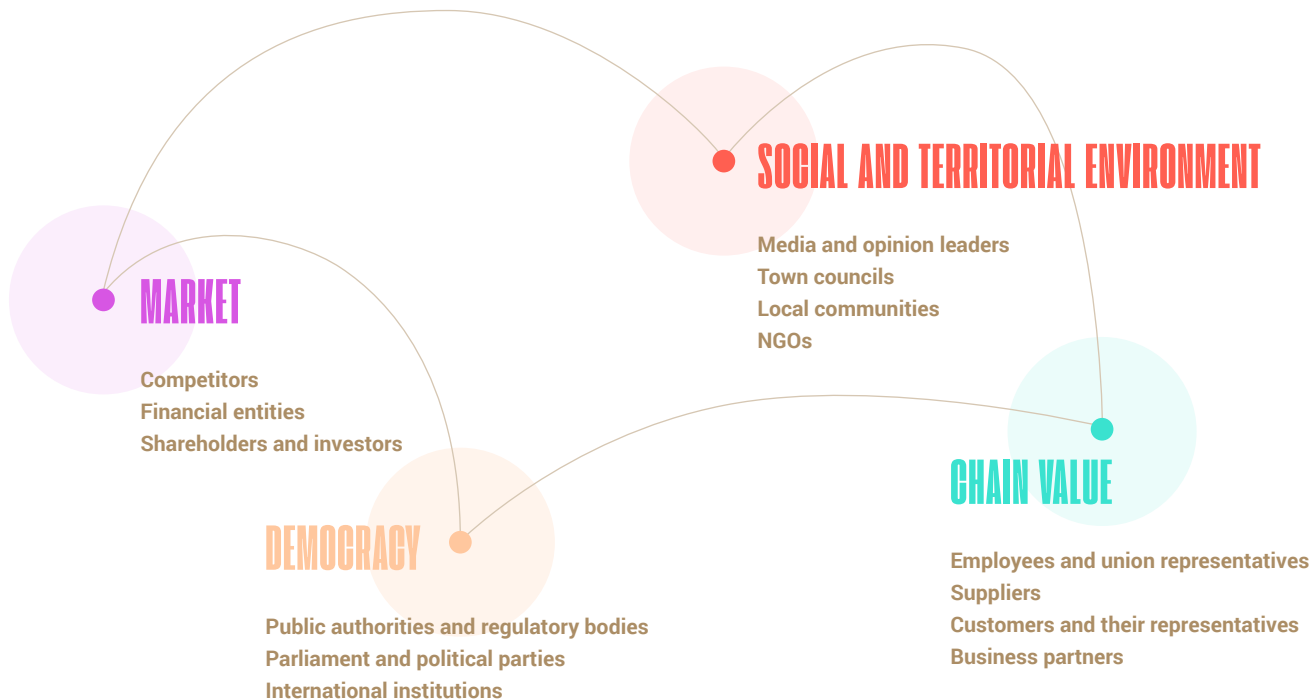 SOCIAL AND TERRITORIAL ENVIRONMENT
Media and opinion leaders
Town councils
Local communities
NGOs
MARKET
Competitors
Financial entities
Shareholders and investors
CHAIN VALUE
Employees and union representatives
Suppliers
Customers and their representatives
Business partners
DEMOCRACY
Public authorities and regulatory bodies
Parliament and political parties
International institutions